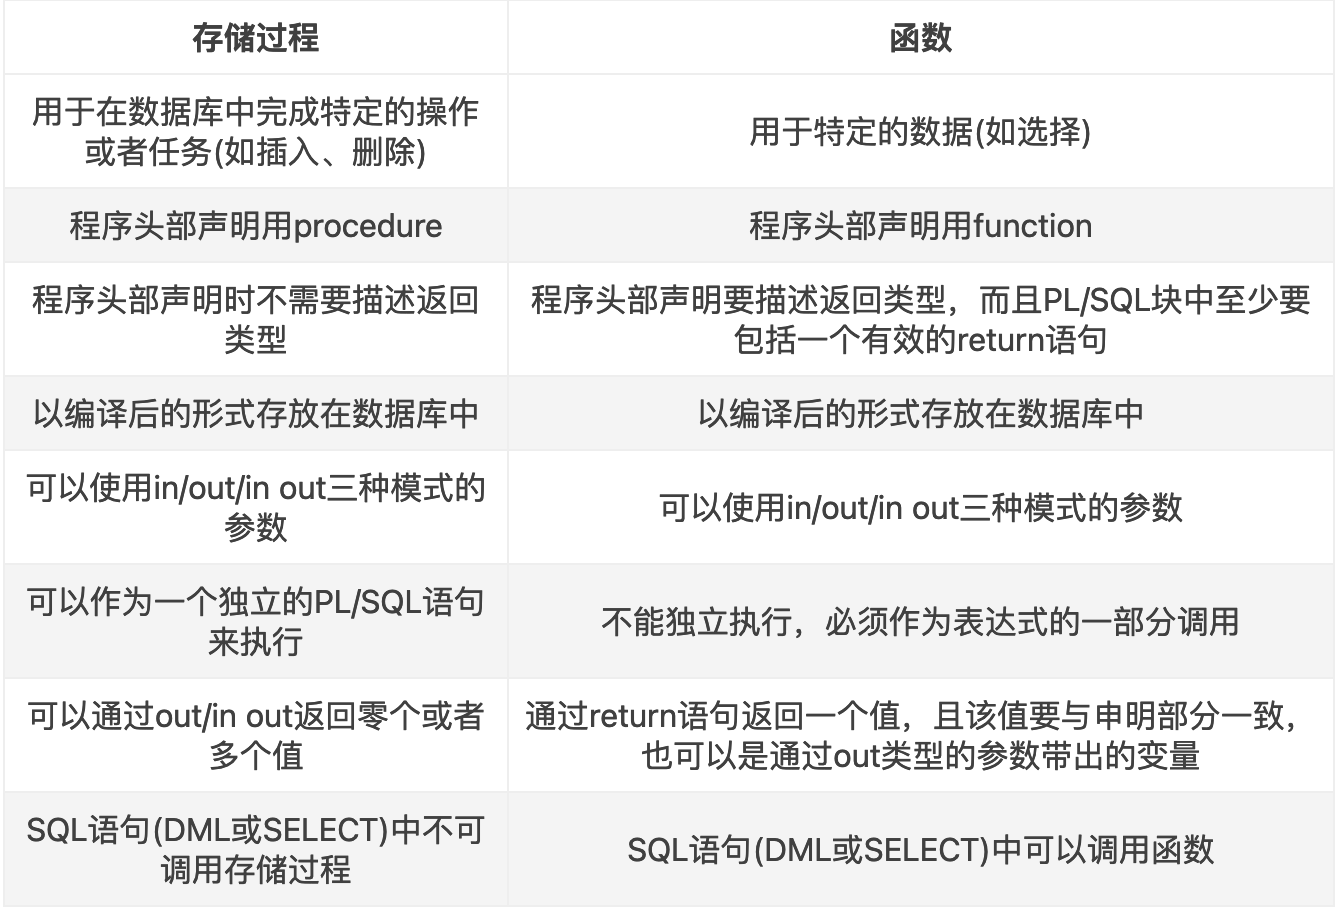 存储过程
函数
用于在数据库中完成特定的操作
或者任务(如插入、删除)
用于特定的数据(如选择)
程序头部声明用procedure
程序头部声明用function
程序头部声明时不需要描述返回
类型
程序头部声明要描述返回类型，而且PL/SQL块中至少要
包括一个有效的return语句
以编译后的形式存放在数据库中
以编译后的形式存放在数据库中
可以使用in/out/in out三种模式的
参数
可以使用in/out/in out三种模式的参数
可以作为一个独立的PL/SQL语句
来执行
不能独立执行，必须作为表达式的一部分调用
可以通过out/in out返回零个或者
多个值
通过return语句返回一个值，且该值要与申明部分一致，
也可以是通过out类型的参数带出的变量
SQL语句(DML或SELECT)中不可
调用存储过程
SQL语句(DML或SELECT)中可以调用函数